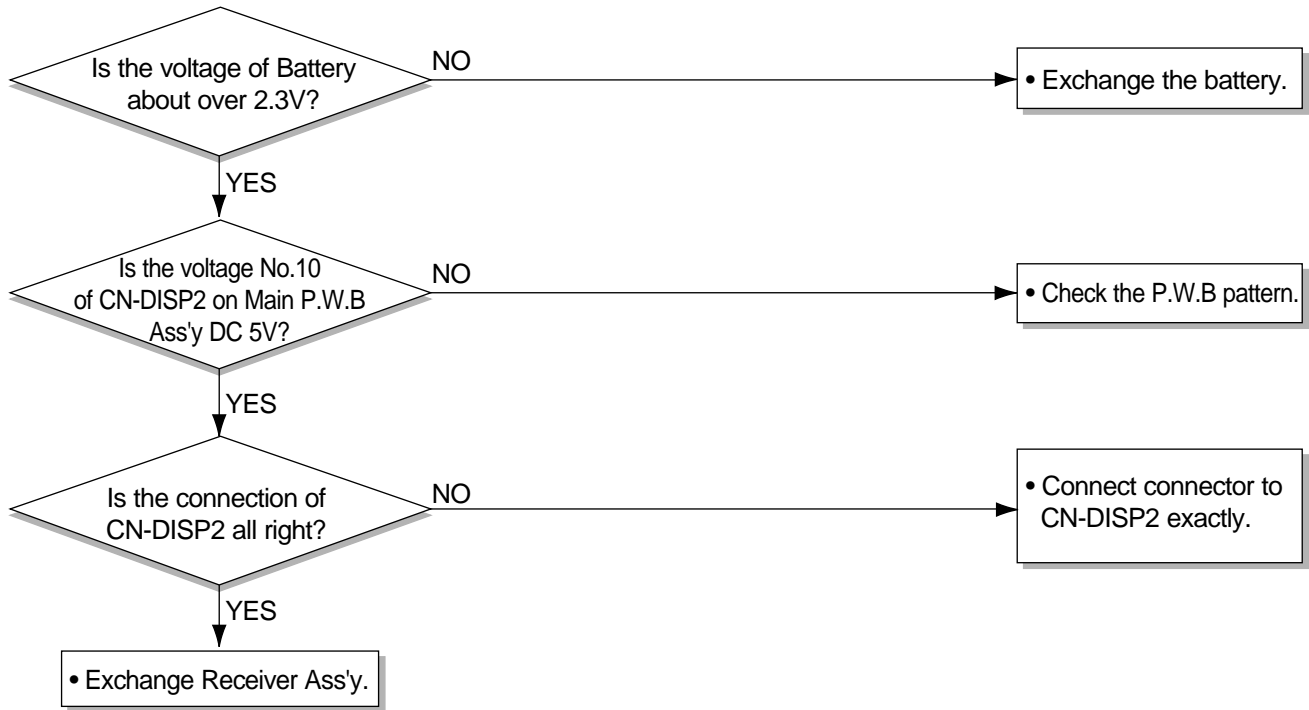 Is the voltage of Battery
about over 2.3V?
NO
• Exchange the battery.
YES
Is the voltage No.10
of CN-DISP2 on Main P.W.B
Ass'y DC 5V?
NO
• Check the P.W.B pattern.
YES
Is the connection of
CN-DISP2 all right?
NO
• Connect connector to
CN-DISP2 exactly.
YES
• Exchange Receiver Ass'y.